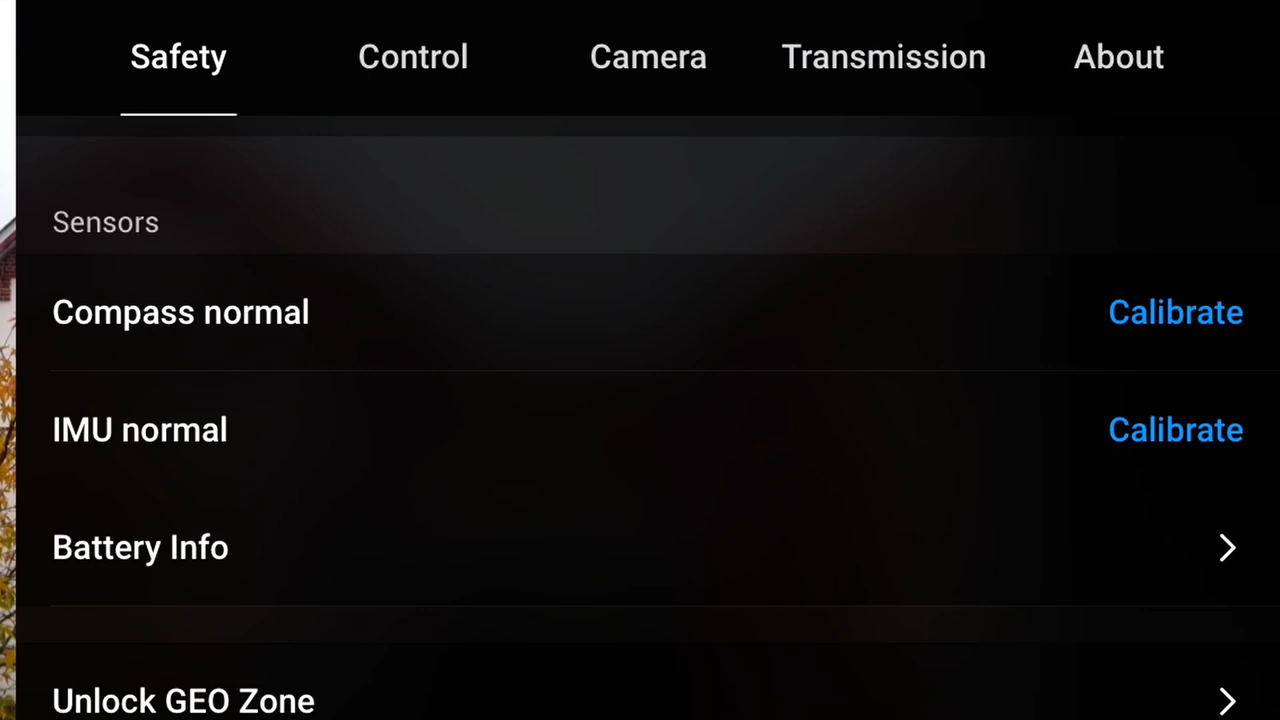 Safety Control Camera Transmission About
Sensors
Compass normal Calibrate
IMU normal Calibrate
Battery Info
Unlock GEO Zone